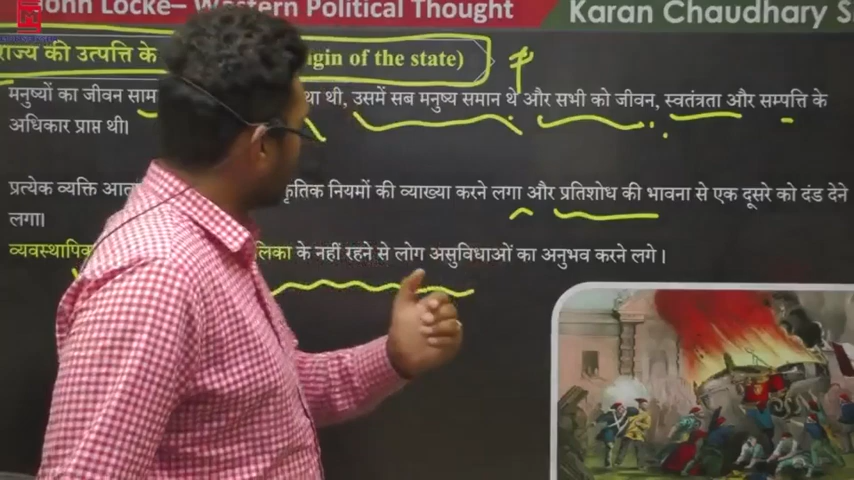 John Locke– Western Political Thought
Karan Chaudhary S
राज्य की उत्पत्ति के gin of the state)
मनुष्यों का जीवन साम था थी, उसमें सब मनुष्य समान थे और सभी को जीवन, स्वतंत्रता और सम्पत्ति के
अधिकार प्राप्त थी।
प्रत्येक व्यक्ति कृतिक नियमों की व्याख्या करने लगा और प्रतिशोध की भावना से एक दूसरे को दंड देने
लगा।
व्यवस्थापिक लिका के नहीं रहने से लोग असुविधाओं का अनुभव करने लगे।